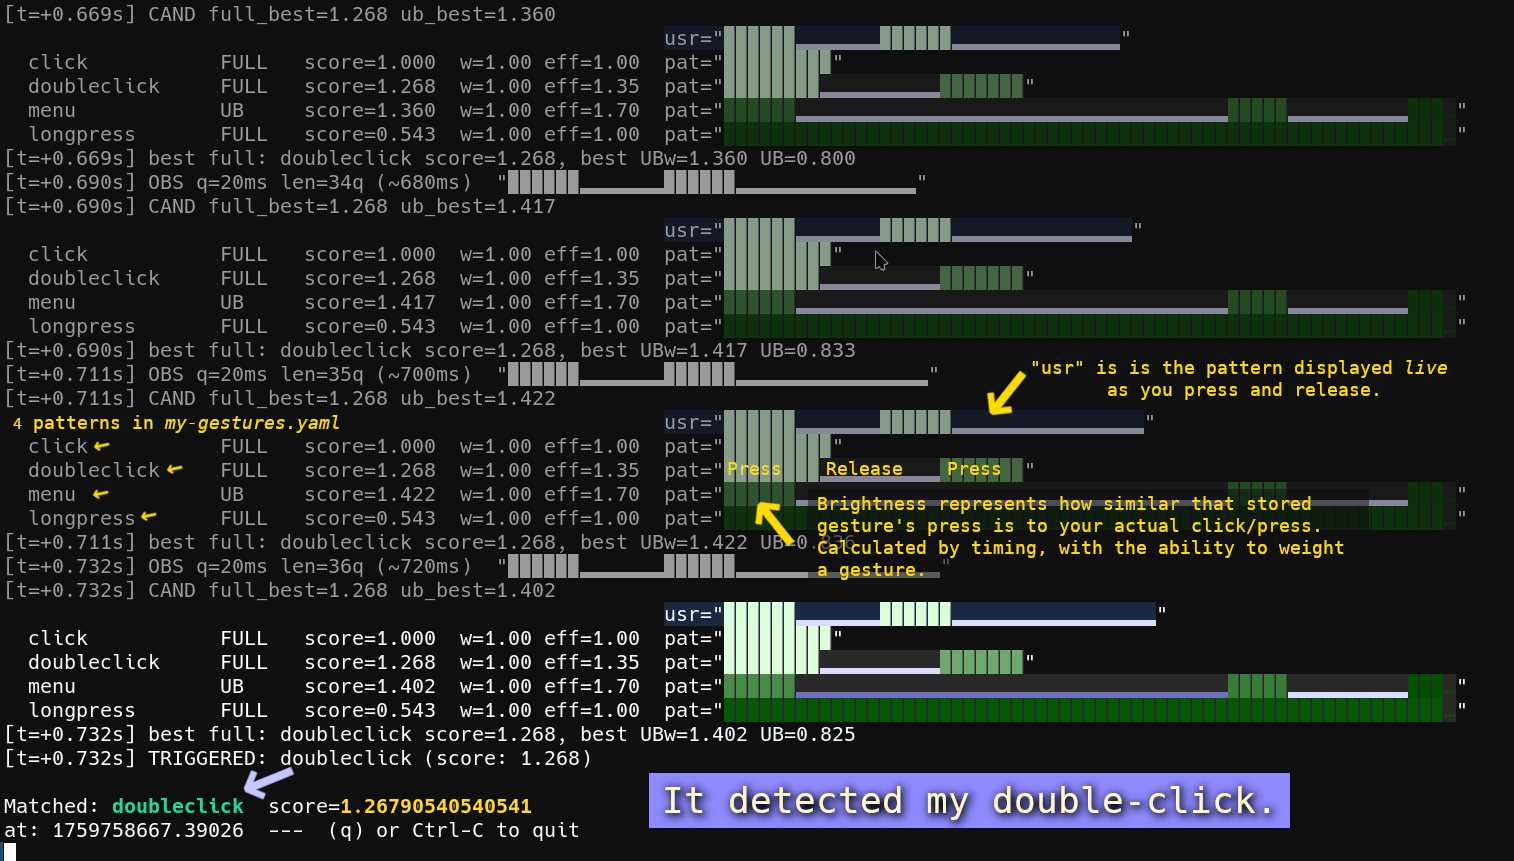 [t=+0.669s] CAND full_best=1.268 ub_best=1.360
usr=" "
click FULL score=1.000 w=1.00 eff=1.00 pat=" "
doubleclick FULL score=1.268 w=1.00 eff=1.35 pat=" "
menu UB score=1.360 w=1.00 eff=1.70 pat=" "
longpress FULL score=0.543 w=1.00 eff=1.00 pat=" "
[t=+0.669s] best full: doubleclick score=1.268, best UBw=1.360 UB=0.800
[t=+0.690s] OBS q=20ms len=34q (~680ms) " "
[t=+0.690s] CAND full_best=1.268 ub_best=1.417
usr=" "
click FULL score=1.000 w=1.00 eff=1.00 pat=" "
doubleclick FULL score=1.268 w=1.00 eff=1.35 pat=" "
menu UB score=1.417 w=1.00 eff=1.70 pat=" "
longpress FULL score=0.543 w=1.00 eff=1.00 pat=" "
[t=+0.690s] best full: doubleclick score=1.268, best UBw=1.417 UB=0.833
[t=+0.711s] OBS q=20ms len=35q (~700ms) " "
"usr" is is the pattern displayed live
as you press and release.
[t=+0.711s] CAND full_best=1.268 ub_best=1.422
4 patterns in my-gestures.yaml
usr=" "
click ← FULL score=1.000 w=1.00 eff=1.00 pat=" "
doubleclick ← FULL score=1.268 w=1.00 eff=1.35 pat=" Press Release Press "
menu ← UB score=1.422 w=1.00 eff=1.70 pat=" "
longpress ← FULL score=0.543 w=1.00 eff=1.00 pat=" "
Brightness represents how similar that stored
gesture's press is to your actual click/press.
Calculated by timing, with the ability to weight
a gesture.
[t=+0.711s] best full: doubleclick score=1.268, best UBw=1.422 UB=0.836
[t=+0.732s] OBS q=20ms len=36q (~720ms) " "
[t=+0.732s] CAND full_best=1.268 ub_best=1.402
usr=" "
click FULL score=1.000 w=1.00 eff=1.00 pat=" "
doubleclick FULL score=1.268 w=1.00 eff=1.35 pat=" "
menu UB score=1.402 w=1.00 eff=1.70 pat=" "
longpress FULL score=0.543 w=1.00 eff=1.00 pat=" "
[t=+0.732s] best full: doubleclick score=1.268, best UBw=1.402 UB=0.825
[t=+0.732s] TRIGGERED: doubleclick (score: 1.268)
Matched: doubleclick score=1.26790540540541
at: 1759758667.39026 --- (q) or Ctrl-C to quit
It detected my double-click.